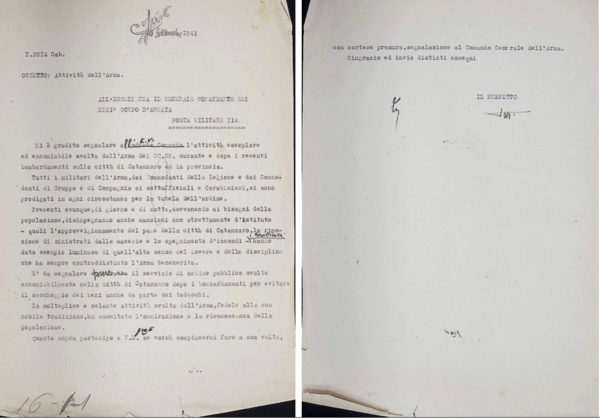 1943
N.2014 Gab.
OGGETTO: Attività dell'Arma.
ALL'ECCELLENZA IL GENERALE COMANDANTE DEL
XXXI° CORPO D'ARMATA
POSTA MILITARE 11A
Mi è gradito segnalare all'E.V. l'attività esemplare
ed encomiabile svolta dall'Arma dei CC.RR. durante e dopo i recenti
bombardamenti sulla città di Catanzaro ed in provincia.
Tutti i militari dell'Arma, dai Comandanti della Legione e dai Coman-
danti di Gruppo e di Compagnia ai sottufficiali e Carabinieri, si sono
prodigati in ogni circostanza per la tutela dell'ordine.
Presenti ovunque, di giorno e di notte, sovvenendo ai bisogni della
popolazione, disimpegnando anche mansioni non strettamente d'istituto
- quali l'approvvigionamento del pane della città di Catanzaro, la rimo-
zione di sinistrati dalle macerie e lo spegnimento d'incendi - hanno
dato esempio luminoso di quell'alto senso del dovere e della disciplina
che ha sempre contraddistinto l'Arma benemerita.
E' da segnalare il servizio di ordine pubblico svolto
encomiabilmente nella città di Catanzaro dopo i bombardamenti per evitare
il saccheggio dei beni anche da parte dei tedeschi.
La molteplice e zelante attività svolta dall'Arma, fedele alla sua
nobile tradizione, ha suscitato l'ammirazione e la riconoscenza della
popolazione.
Quanto sopra partecipo a V.E. se vorrà compiacersi fare a sua volta,
./..
16-11
con cortese premura, segnalazione al Comando Generale dell'Arma.
Ringrazio ed invio distinti ossequi
IL PREFETTO